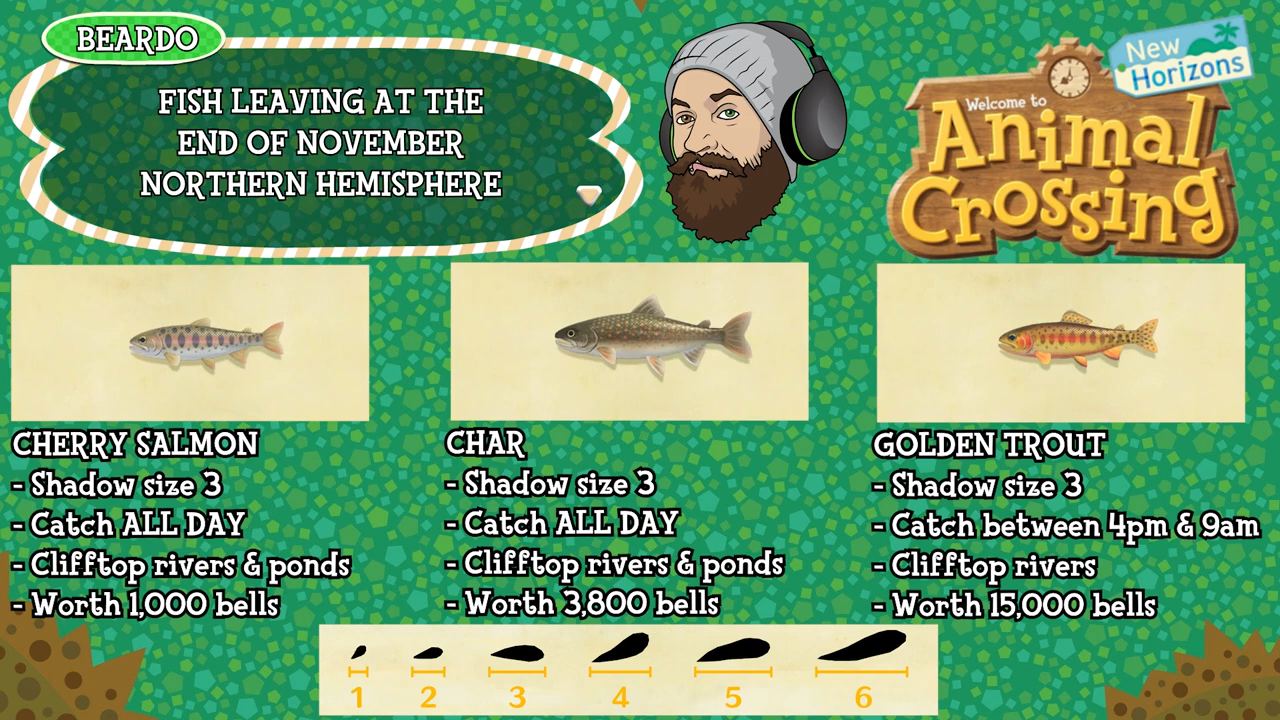 BEARDO
FISH LEAVING AT THE
END OF NOVEMBER
NORTHERN HEMISPHERE
New
Horizons
Welcome to
Animal
Crossing
CHERRY SALMON
- Shadow size 3
- Catch ALL DAY
- Clifftop rivers & ponds
- Worth 1,000 bells
CHAR
- Shadow size 3
- Catch ALL DAY
- Clifftop rivers & ponds
- Worth 3,800 bells
GOLDEN TROUT
- Shadow size 3
- Catch between 4pm & 9am
- Clifftop rivers
- Worth 15,000 bells
1 2 3 4 5 6